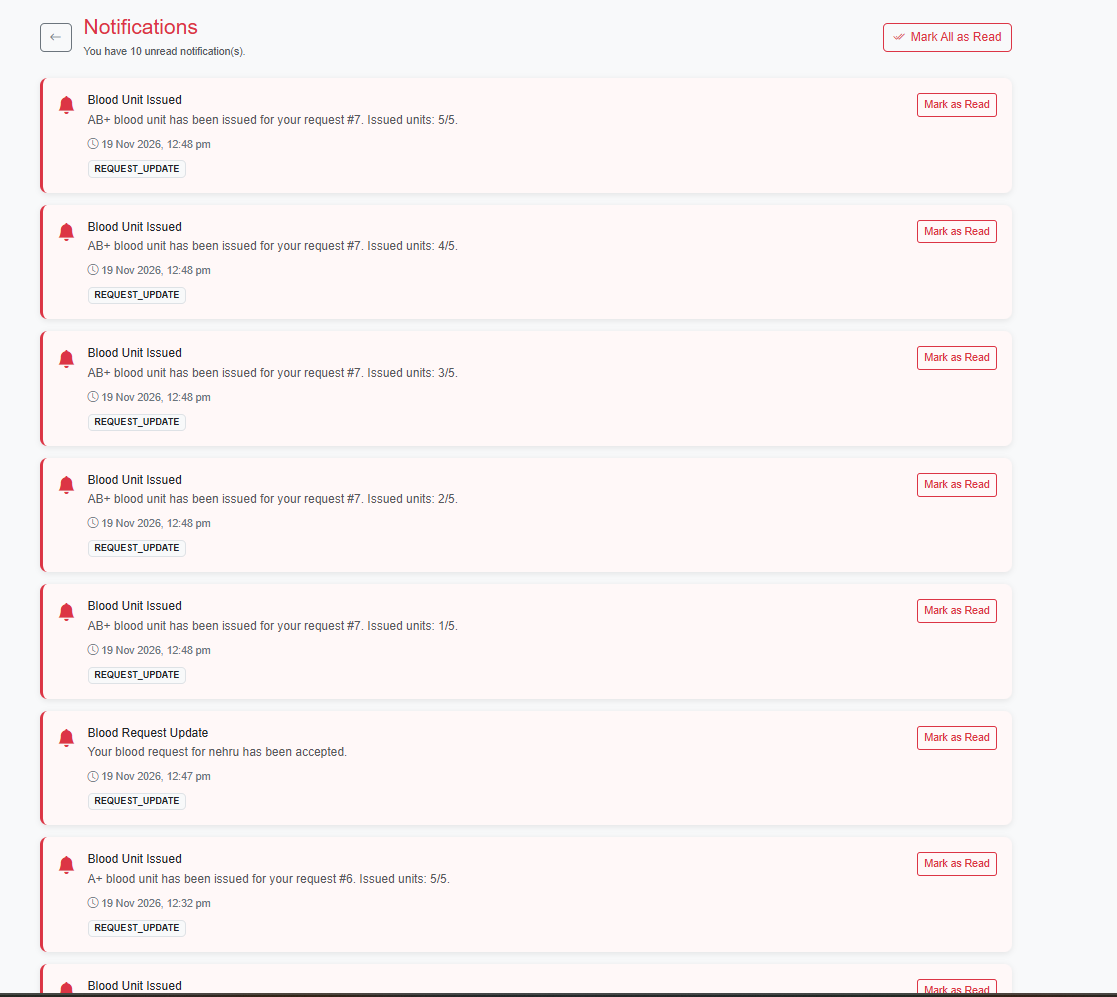 Notifications
You have 10 unread notification(s).
Mark All as Read
Blood Unit Issued
AB+ blood unit has been issued for your request #7. Issued units: 5/5.
19 Nov 2026, 12:48 pm
REQUEST_UPDATE
Mark as Read
Blood Unit Issued
AB+ blood unit has been issued for your request #7. Issued units: 4/5.
19 Nov 2026, 12:48 pm
REQUEST_UPDATE
Mark as Read
Blood Unit Issued
AB+ blood unit has been issued for your request #7. Issued units: 3/5.
19 Nov 2026, 12:48 pm
REQUEST_UPDATE
Mark as Read
Blood Unit Issued
AB+ blood unit has been issued for your request #7. Issued units: 2/5.
19 Nov 2026, 12:48 pm
REQUEST_UPDATE
Mark as Read
Blood Unit Issued
AB+ blood unit has been issued for your request #7. Issued units: 1/5.
19 Nov 2026, 12:48 pm
REQUEST_UPDATE
Mark as Read
Blood Request Update
Your blood request for nehru has been accepted.
19 Nov 2026, 12:47 pm
REQUEST_UPDATE
Mark as Read
Blood Unit Issued
A+ blood unit has been issued for your request #6. Issued units: 5/5.
19 Nov 2026, 12:32 pm
REQUEST_UPDATE
Mark as Read
Blood Unit Issued
Mark as Read